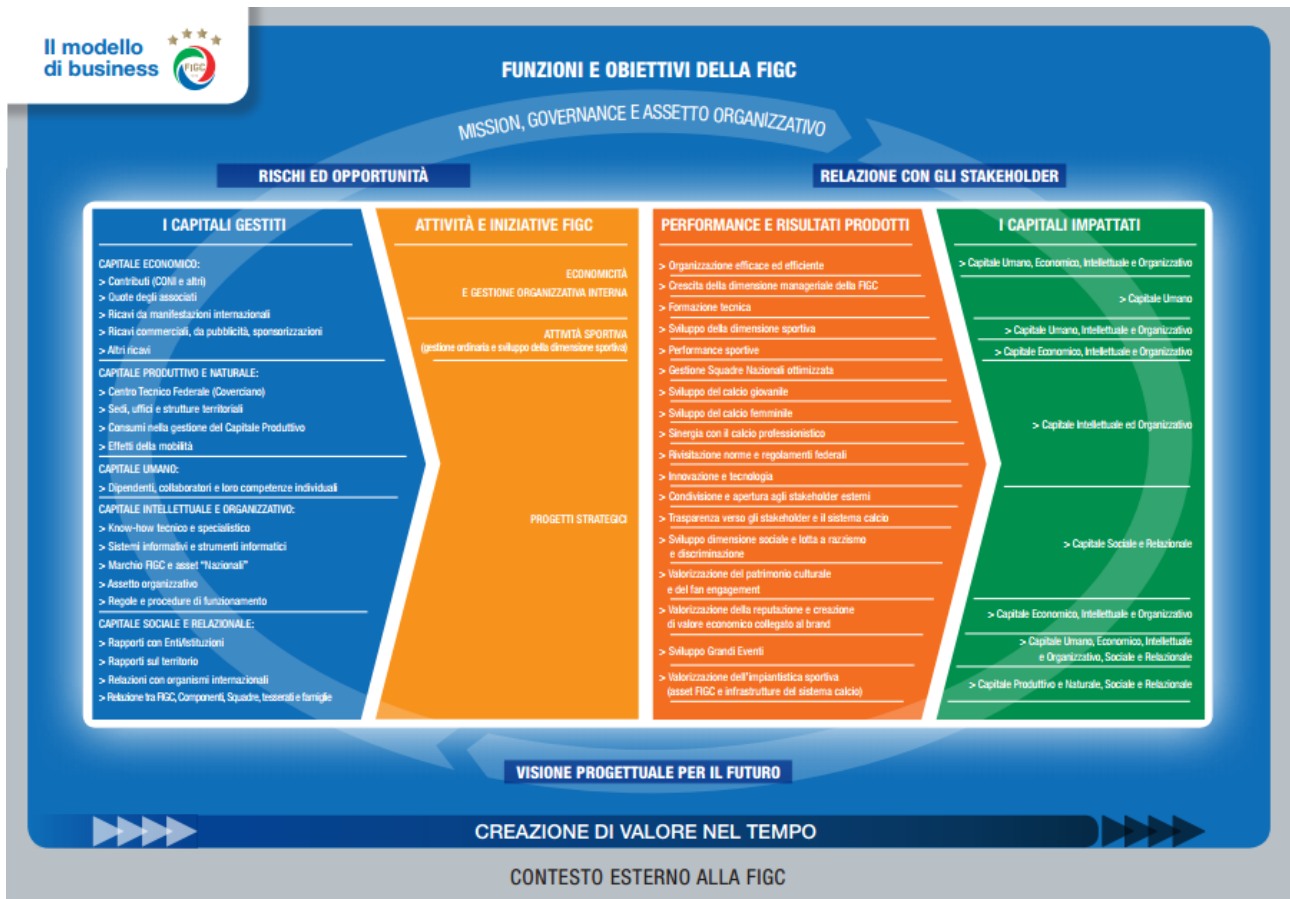 Il modello
di business
FIGC
FUNZIONI E OBIETTIVI DELLA FIGC
MISSION, GOVERNANCE E ASSETTO ORGANIZZATIVO
RISCHI ED OPPORTUNITÀ
RELAZIONE CON GLI STAKEHOLDER
I CAPITALI GESTITI
CAPITALE ECONOMICO:
> Contributi (CONI e altri)
> Quote degli associati
> Ricavi da manifestazioni internazionali
> Ricavi commerciali, da pubblicità, sponsorizzazioni
> Altri ricavi
CAPITALE PRODUTTIVO E NATURALE:
> Centro Tecnico Federale (Coverciano)
> Sedi, uffici e strutture territoriali
> Consumi nella gestione del Capitale Produttivo
> Effetti della mobilità
CAPITALE UMANO:
> Dipendenti, collaboratori e loro competenze individuali
CAPITALE INTELLETTUALE E ORGANIZZATIVO:
> Know-how tecnico e specialistico
> Sistemi informativi e strumenti informatici
> Marchio FIGC e asset “Nazionali”
> Assetto organizzativo
> Regole e procedure di funzionamento
CAPITALE SOCIALE E RELAZIONALE:
> Rapporti con Enti/Istituzioni
> Rapporti sul territorio
> Relazioni con organismi internazionali
> Relazione tra FIGC, Componenti, Squadre, tesserati e famiglie
ATTIVITÀ E INIZIATIVE FIGC
ECONOMICITÀ
E GESTIONE ORGANIZZATIVA INTERNA
ATTIVITÀ SPORTIVA
(gestione ordinaria e sviluppo della dimensione sportiva)
PROGETTI STRATEGICI
PERFORMANCE E RISULTATI PRODOTTI
> Organizzazione efficace ed efficiente
> Crescita della dimensione manageriale della FIGC
> Formazione tecnica
> Sviluppo della dimensione sportiva
> Performance sportive
> Gestione Squadre Nazionali ottimizzata
> Sviluppo del calcio giovanile
> Sviluppo del calcio femminile
> Sinergia con il calcio professionistico
> Rivisitazione norme e regolamenti federali
> Innovazione e tecnologia
> Condivisione e apertura agli stakeholder esterni
> Trasparenza verso gli stakeholder e il sistema calcio
> Sviluppo dimensione sociale e lotta a razzismo
e discriminazione
> Valorizzazione del patrimonio culturale
e del fan engagement
> Valorizzazione della reputazione e creazione
di valore economico collegato al brand
> Sviluppo Grandi Eventi
> Valorizzazione dell'impiantistica sportiva
(asset FIGC e infrastrutture del sistema calcio)
I CAPITALI IMPATTATI
> Capitale Umano, Economico, Intellettuale e Organizzativo
> Capitale Umano
> Capitale Umano, Intellettuale e Organizzativo
> Capitale Economico, Intellettuale e Organizzativo
> Capitale Intellettuale ed Organizzativo
> Capitale Sociale e Relazionale
> Capitale Economico, Intellettuale e Organizzativo
> Capitale Umano, Economico, Intellettuale
e Organizzativo, Sociale e Relazionale
> Capitale Produttivo e Naturale, Sociale e Relazionale
VISIONE PROGETTUALE PER IL FUTURO
CREAZIONE DI VALORE NEL TEMPO
CONTESTO ESTERNO ALLA FIGC